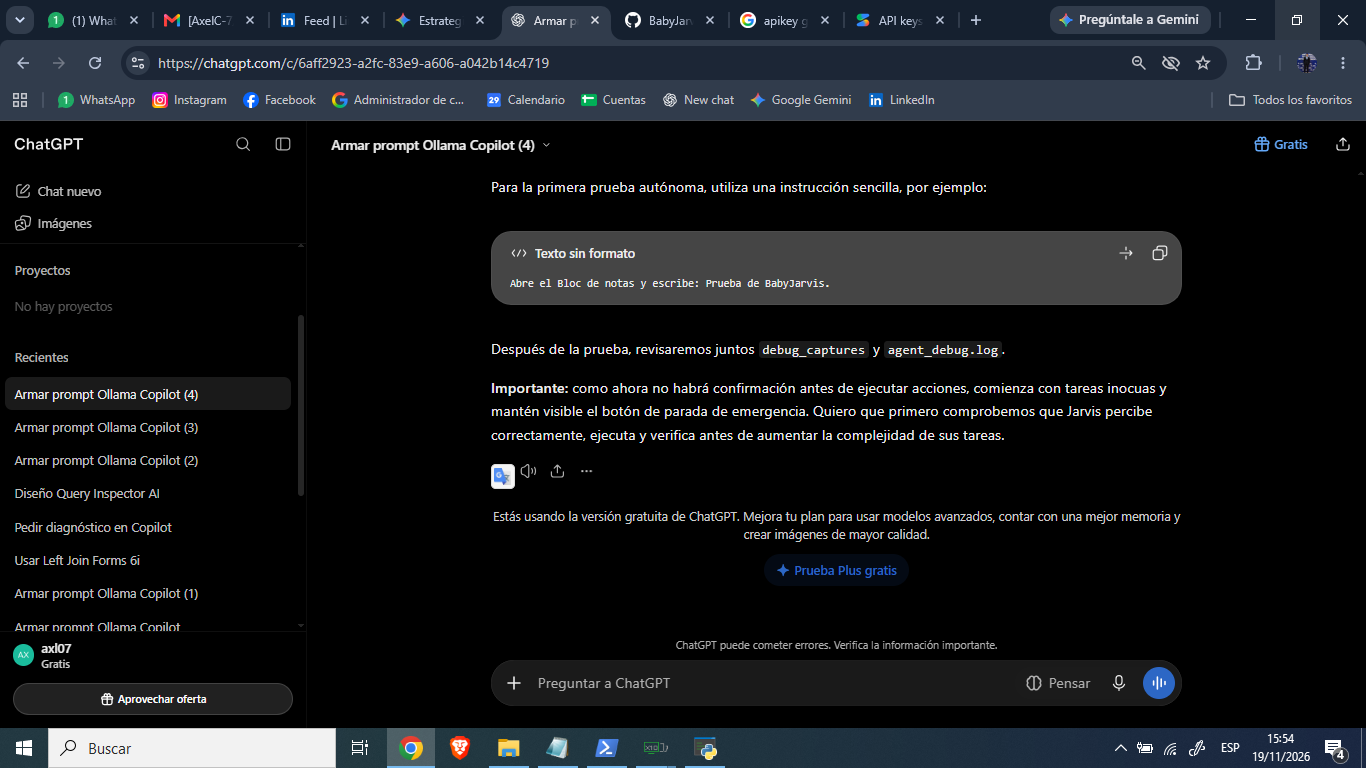 (1) What
[AxelC-7
Feed | Li
Estrateg
Armar p
BabyJar
apikey g
API keys
Pregúntale a Gemini
https://chatgpt.com/c/6aff2923-a2fc-83e9-a606-a042b14c4719
WhatsApp
Instagram
Facebook
Administrador de c...
29
Calendario
Cuentas
New chat
Google Gemini
LinkedIn
Todos los favoritos
ChatGPT
Chat nuevo
Imágenes
Proyectos
No hay proyectos
Recientes
Armar prompt Ollama Copilot (4)
Armar prompt Ollama Copilot (3)
Armar prompt Ollama Copilot (2)
Diseño Query Inspector AI
Pedir diagnóstico en Copilot
Usar Left Join Forms 6i
Armar prompt Ollama Copilot (1)
Armar prompt Ollama Copilot
AX
axl07
Gratis
Aprovechar oferta
Armar prompt Ollama Copilot (4)
Gratis
Para la primera prueba autónoma, utiliza una instrucción sencilla, por ejemplo:
Texto sin formato
Abre el Bloc de notas y escribe: Prueba de BabyJarvis.
Después de la prueba, revisaremos juntos debug_captures y agent_debug.log.
Importante: como ahora no habrá confirmación antes de ejecutar acciones, comienza con tareas inocuas y
mantén visible el botón de parada de emergencia. Quiero que primero comprobemos que Jarvis percibe
correctamente, ejecuta y verifica antes de aumentar la complejidad de sus tareas.
Estás usando la versión gratuita de ChatGPT. Mejora tu plan para usar modelos avanzados, contar con una mejor memoria y
crear imágenes de mayor calidad.
Prueba Plus gratis
ChatGPT puede cometer errores. Verifica la información importante.
Preguntar a ChatGPT
Pensar
Buscar
ESP
15:54
19/11/2026
4